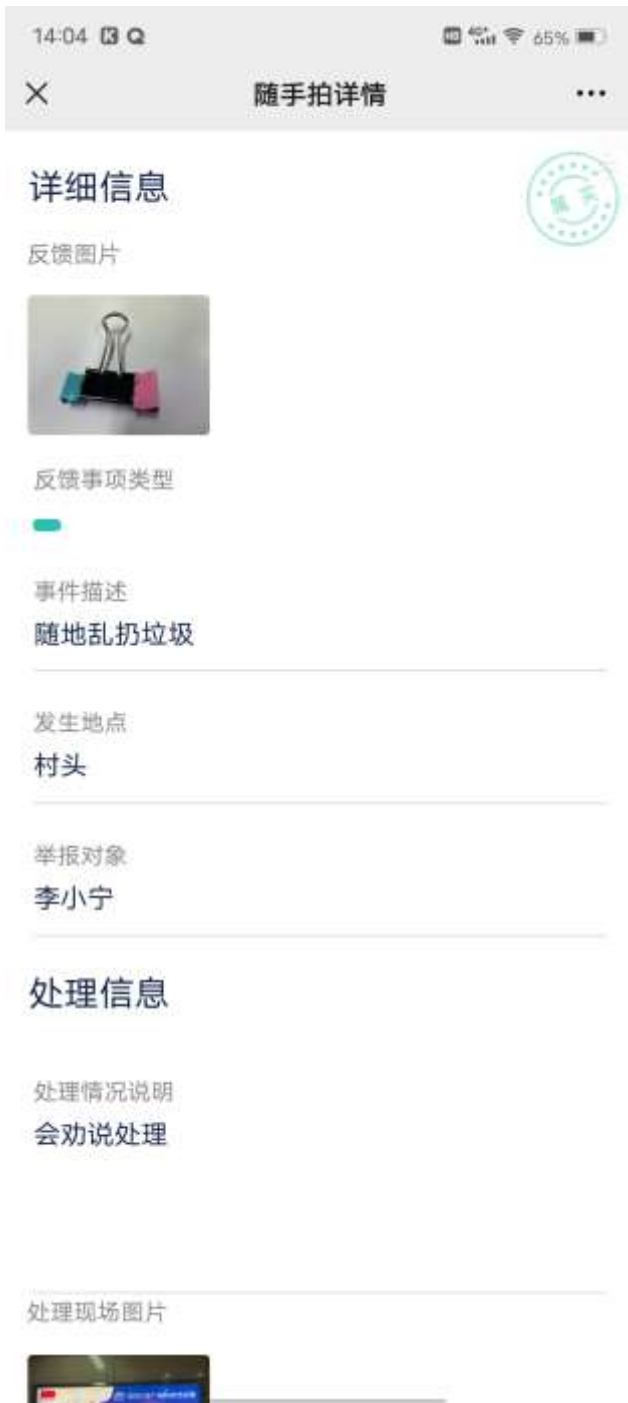 14:04
65%
随手拍详情
详细信息
反馈图片
反馈事项类型
事件描述
随地乱扔垃圾
发生地点
村头
举报对象
李小宁
处理信息
处理情况说明
会劝说处理
处理现场图片